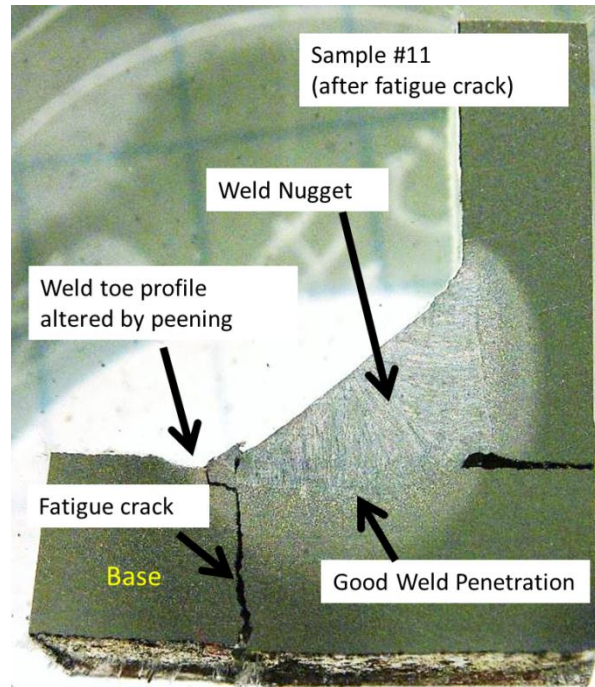 Sample #11
(after fatigue crack)
Weld Nugget
Weld toe profile
altered by peening
Fatigue crack
Base
Good Weld Penetration